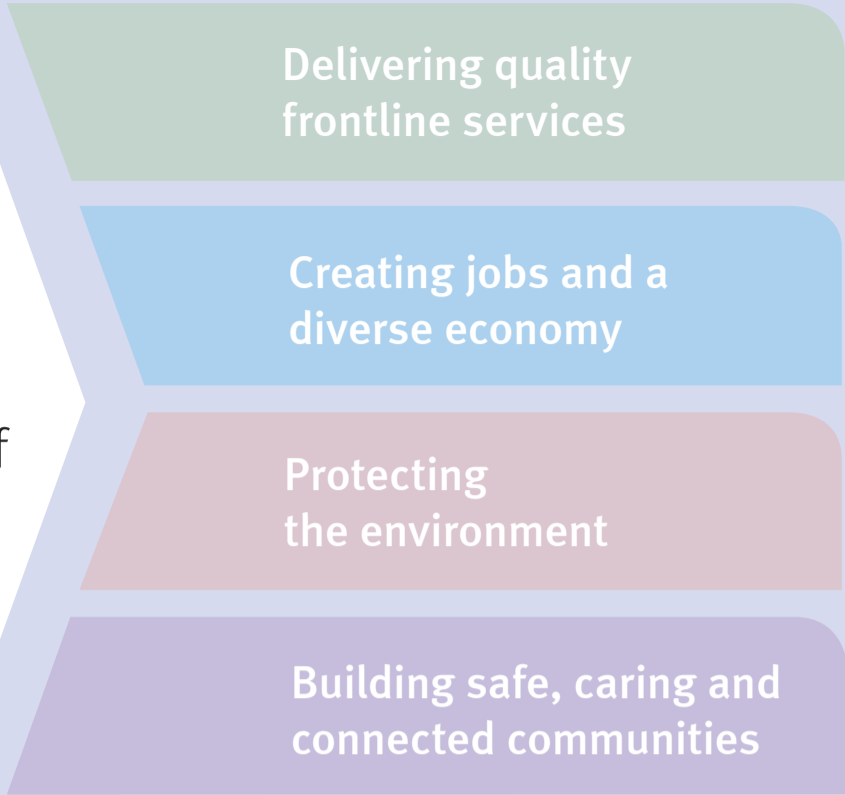 Delivering quality
frontline services
Creating jobs and a
diverse economy
f
Protecting
the environment
Building safe, caring and
connected communities